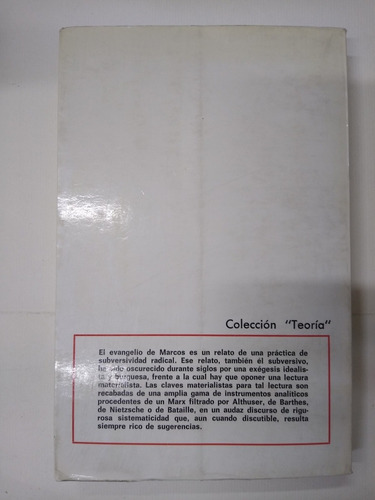 Colección "Teoría"
El evangelio de Marcos es un relato de una práctica de
subversividad radical. Ese relato, también él subversivo,
ha sido oscurecido durante siglos por una exégesis idealis-
ta y burguesa, frente a la cual hay que oponer una lectura
materialista. Las claves materialistas para tal lectura son
recabadas de una amplia gama de instrumentos analíticos
procedentes de un Marx filtrado por Althuser, de Barthes,
de Nietzsche o de Bataille, en un audaz discurso de rigu-
rosa sistematicidad que, aun cuando discutible, resulta
siempre rico de sugerencias.